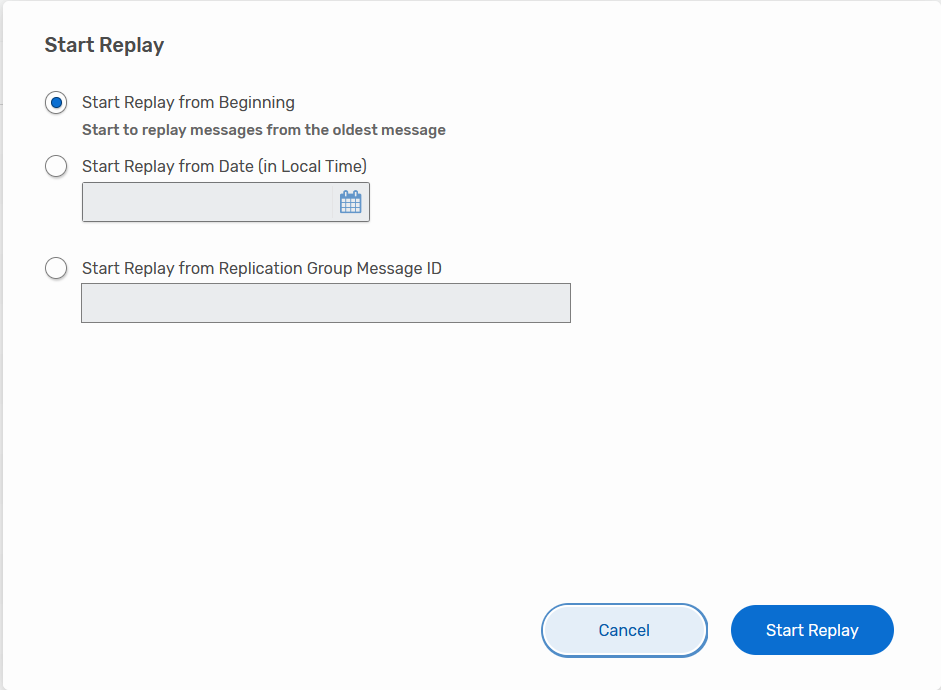 Start Replay
Start Replay from Beginning
Start to replay messages from the oldest message
Start Replay from Date (in Local Time)
Start Replay from Replication Group Message ID
Cancel
Start Replay